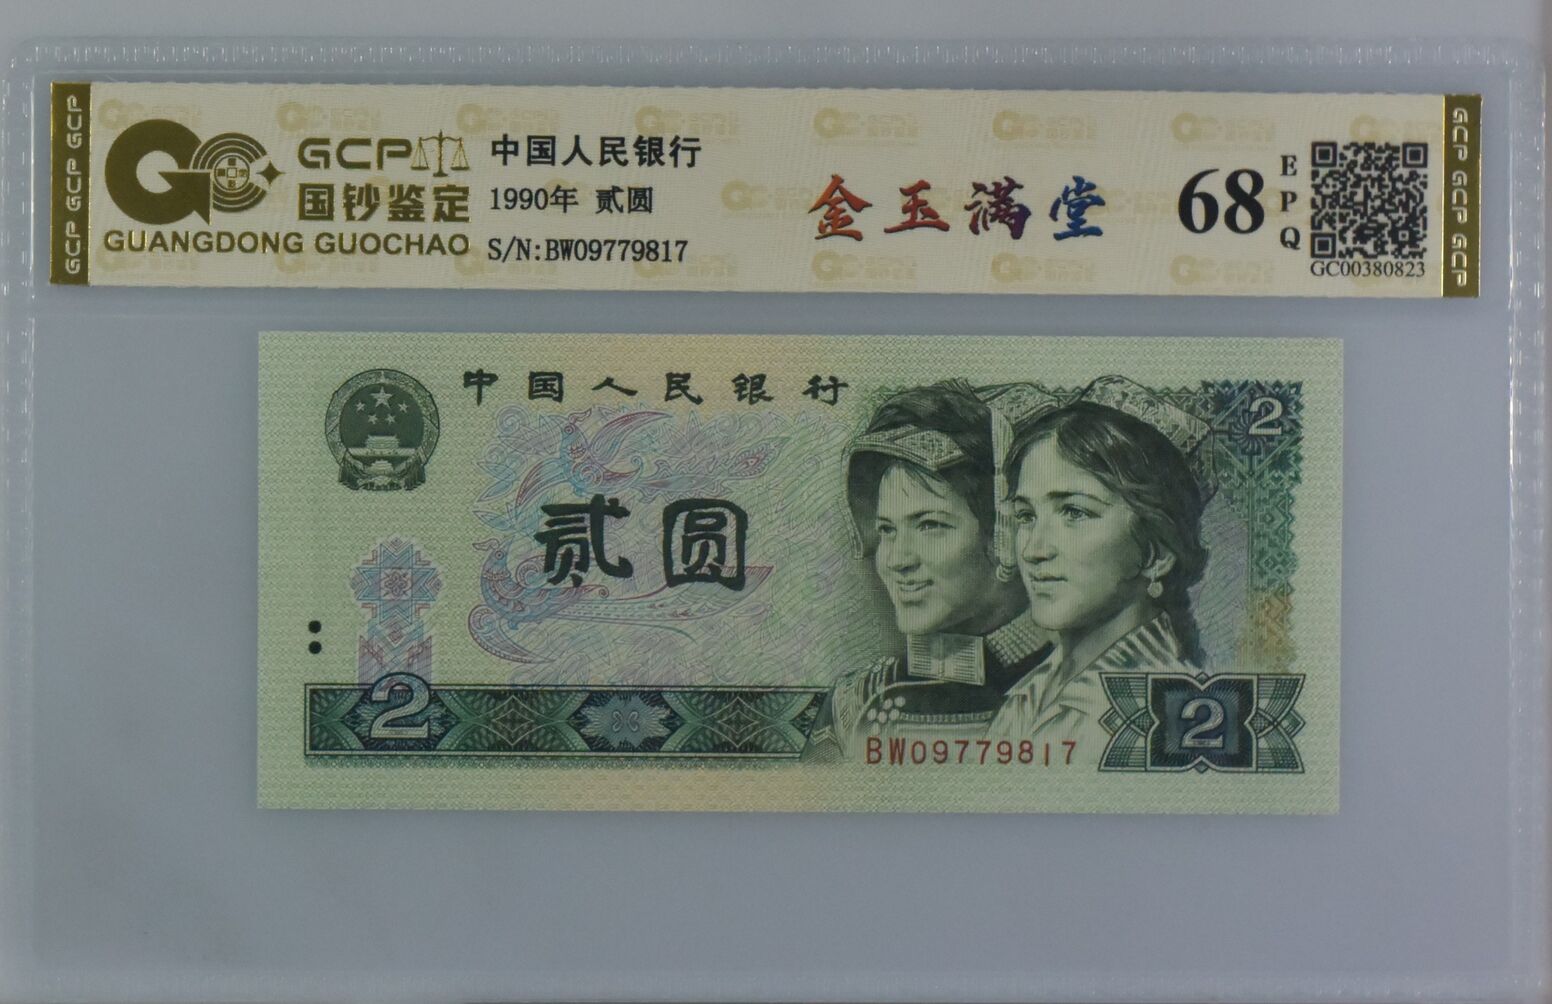 GCP GCP GCP
GCP
国钞鉴定
GUANGDONG GUOCHAO
中国人民银行
1990年 贰圆
S/N:BW09779817
金玉满堂
68
EPQ
GC00380823
GCP GCP GCP
中国人民银行
2
贰圆
2
BW09779817
2